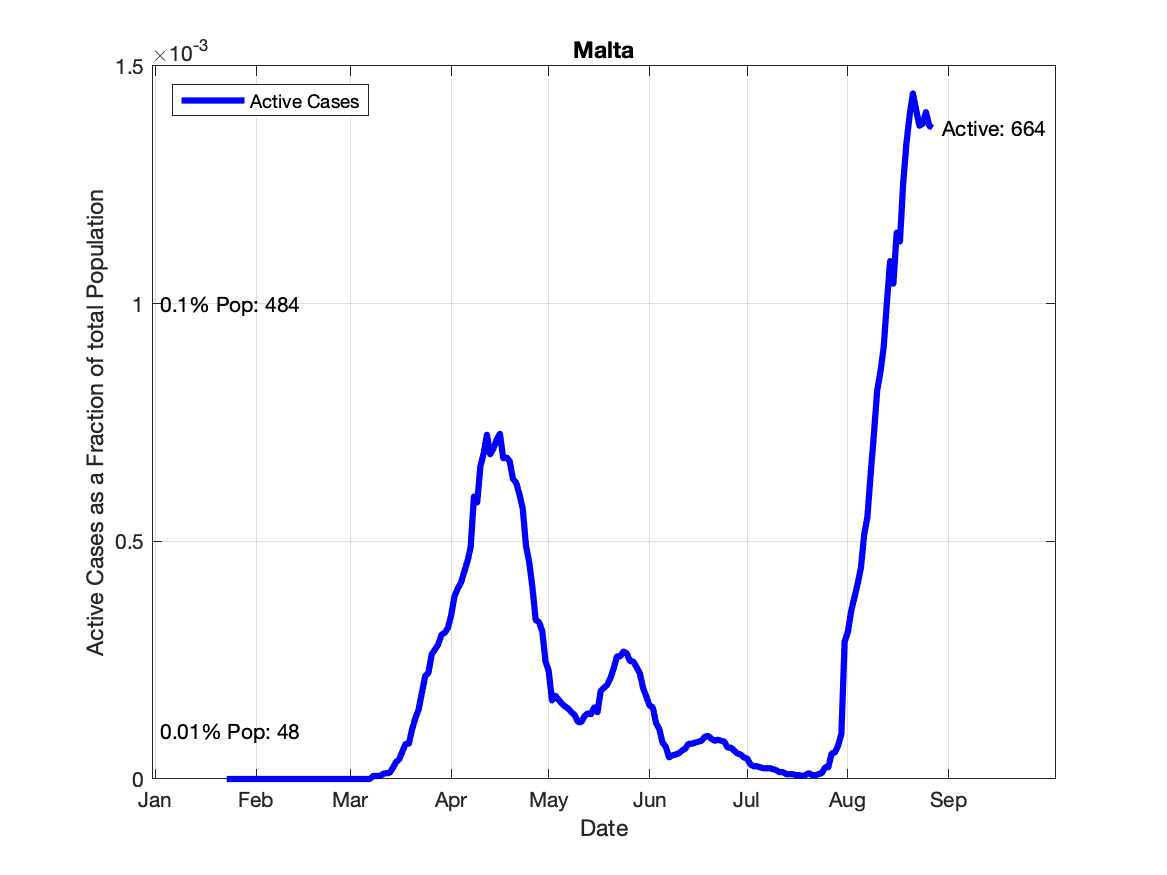 Malta
×10-3
1.5
Active Cases
Active: 664
1
0.1% Pop: 484
0.5
0.01% Pop: 48
0
Active Cases as a Fraction of total Population
Jan Feb Mar Apr May Jun Jul Aug Sep
Date